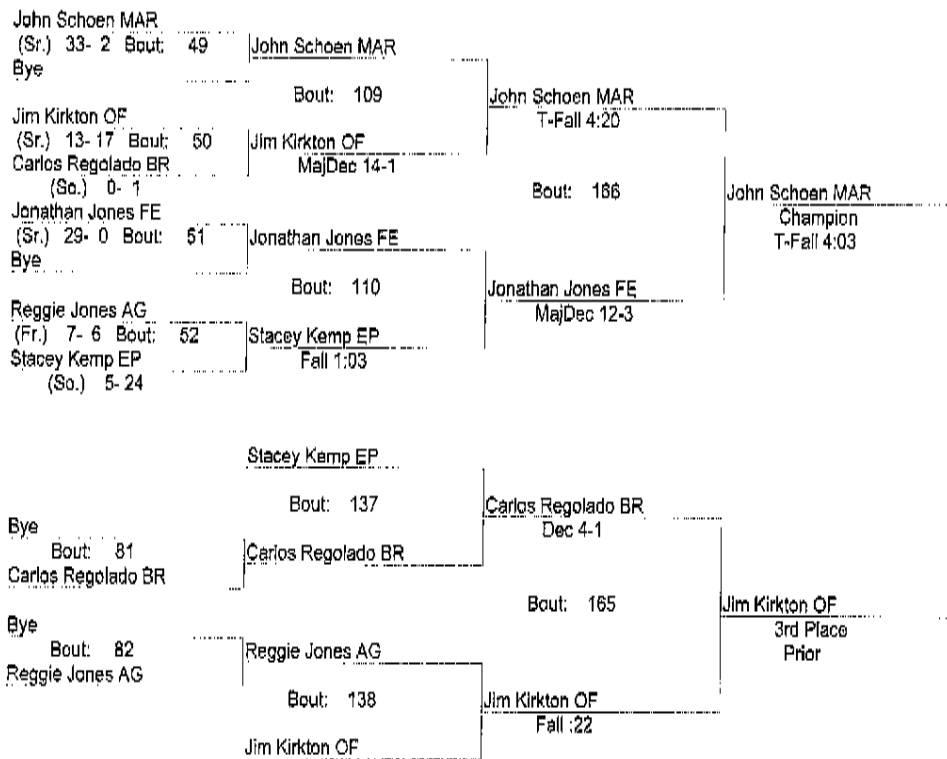 John Schoen MAR
(Sr.) 33- 2 Bout: 49
Bye
John Schoen MAR
Bout: 109
Jim Kirkton OF
(Sr.) 13- 17 Bout: 50
Carlos Regolado BR
(So.) 0- 1
Jim Kirkton OF
MajDec 14-1
John Schoen MAR
T-Fall 4:20
Jonathan Jones FE
(Sr.) 29- 0 Bout: 51
Bye
Jonathan Jones FE
Bout: 110
Reggie Jones AG
(Fr.) 7- 6 Bout: 52
Stacey Kemp EP
(So.) 5- 24
Stacey Kemp EP
Fall 1:03
Jonathan Jones FE
MajDec 12-3
Bout: 166
John Schoen MAR
Champion
T-Fall 4:03
Stacey Kemp EP
Bout: 137
Bye
Bout: 81
Carlos Regolado BR
Carlos Regolado BR
Carlos Regolado BR
Dec 4-1
Bye
Bout: 82
Reggie Jones AG
Reggie Jones AG
Bout: 138
Jim Kirkton OF
Jim Kirkton OF
Fall :22
Bout: 165
Jim Kirkton OF
3rd Place
Prior